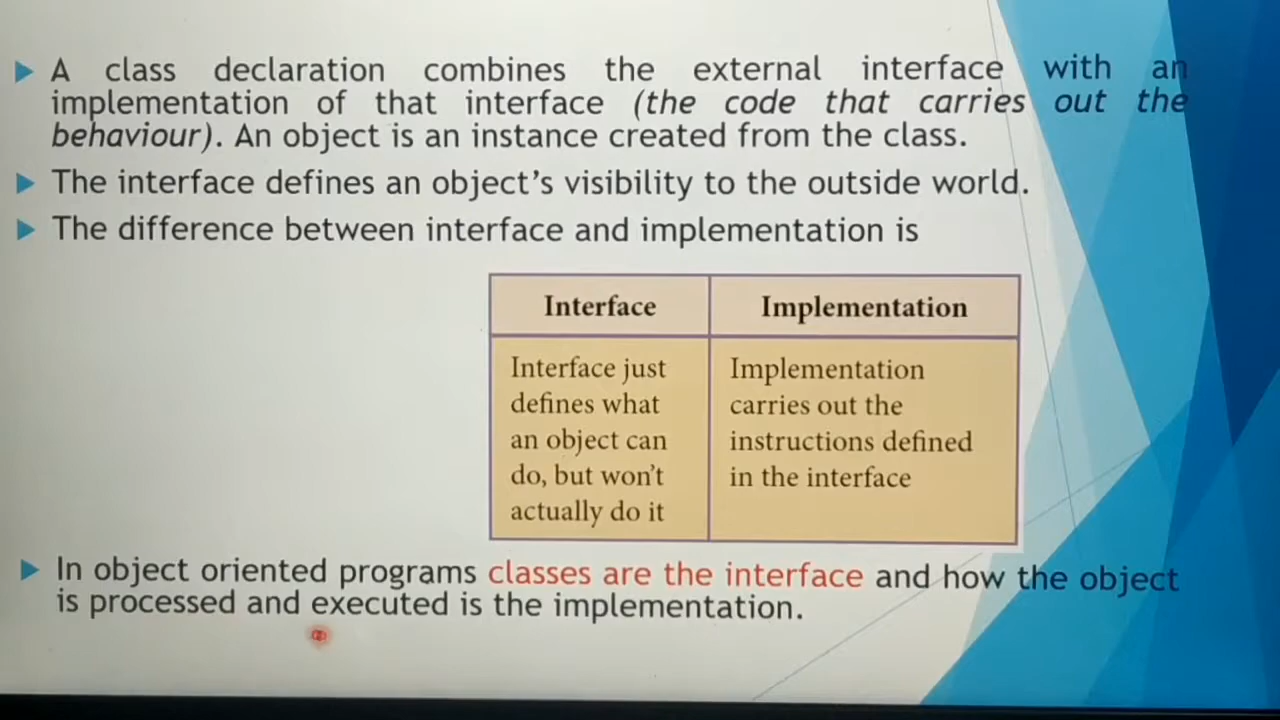 A class declaration combines the external interface with an
implementation of that interface (the code that carries out the
behaviour). An object is an instance created from the class.
The interface defines an object's visibility to the outside world.
The difference between interface and implementation is
Interface
Implementation
Interface just
defines what
an object can
do, but won't
actually do it
Implementation
carries out the
instructions defined
in the interface
In object oriented programs classes are the interface and how the object
is processed and executed is the implementation.